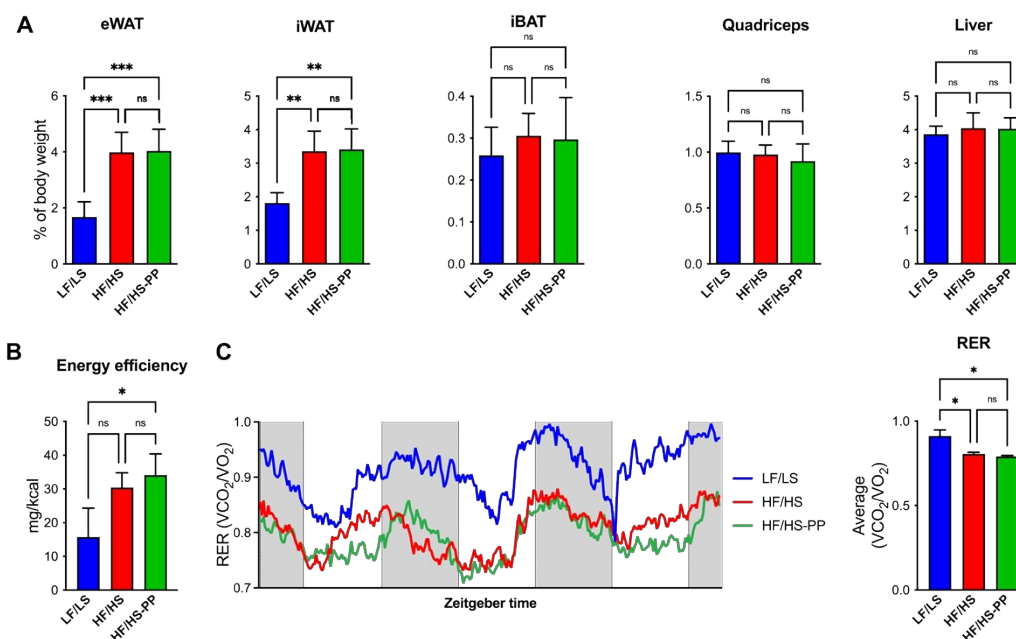 A
eWAT
iWAT
iBAT
Quadriceps
Liver
% of body weight
6
4
2
0
***
***
ns
LF/LS
HF/HS
HF/HS-PP
5
4
3
2
1
0
**
**
ns
LF/LS
HF/HS
HF/HS-PP
0.4
0.3
0.2
0.1
0.0
ns
ns
ns
LF/LS
HF/HS
HF/HS-PP
1.5
1.0
0.5
0.0
ns
ns
ns
LF/LS
HF/HS
HF/HS-PP
5
4
3
2
1
0
ns
ns
ns
LF/LS
HF/HS
HF/HS-PP
B
Energy efficiency
mg/kcal
50
40
30
20
10
0
*
ns
ns
LF/LS
HF/HS
HF/HS-PP
C
RER (VCO2/VO2)
1.0
0.9
0.8
0.7
Zeitgeber time
LF/LS
HF/HS
HF/HS-PP
RER
Average
(VCO2/VO2)
1.0
0.5
0.0
*
*
ns
LF/LS
HF/HS
HF/HS-PP